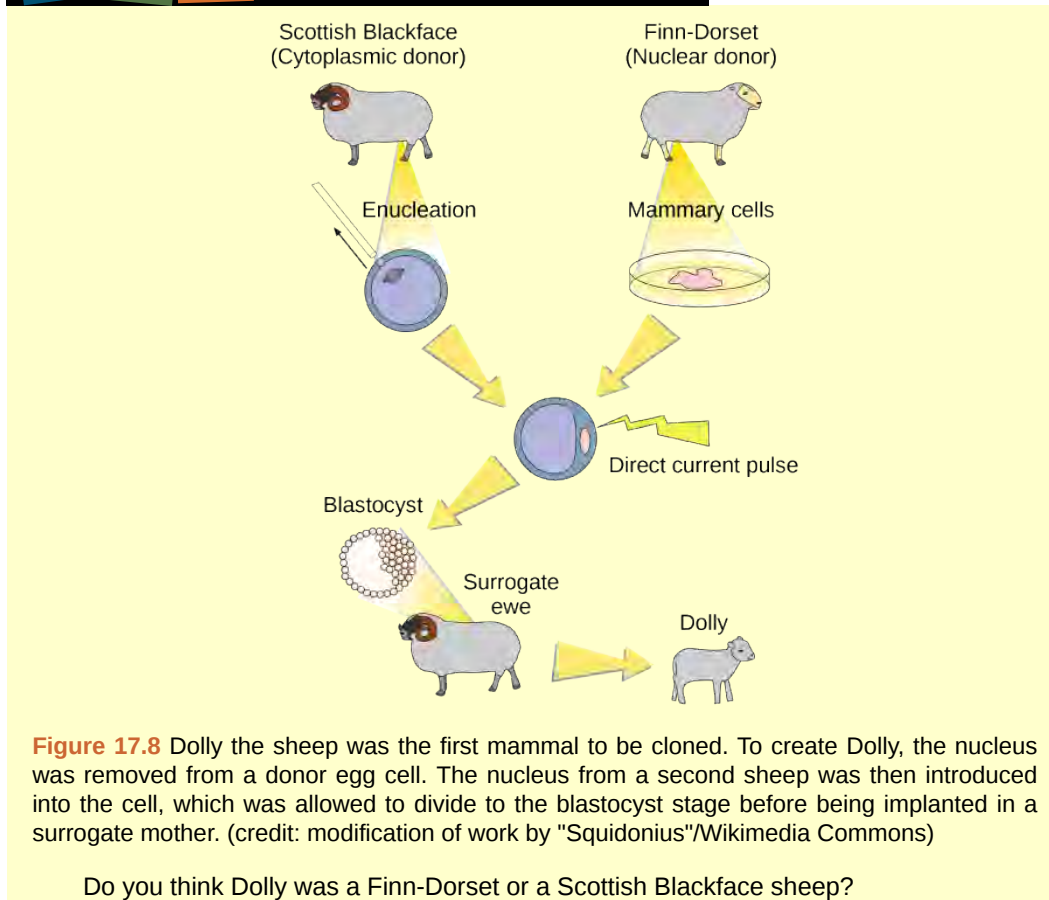 Scottish Blackface
(Cytoplasmic donor)
Finn-Dorset
(Nuclear donor)
Enucleation
Mammary cells
Direct current pulse
Blastocyst
Surrogate
ewe
Dolly
Figure 17.8 Dolly the sheep was the first mammal to be cloned. To create Dolly, the nucleus
was removed from a donor egg cell. The nucleus from a second sheep was then introduced
into the cell, which was allowed to divide to the blastocyst stage before being implanted in a
surrogate mother. (credit: modification of work by "Squidonius"/Wikimedia Commons)
Do you think Dolly was a Finn-Dorset or a Scottish Blackface sheep?